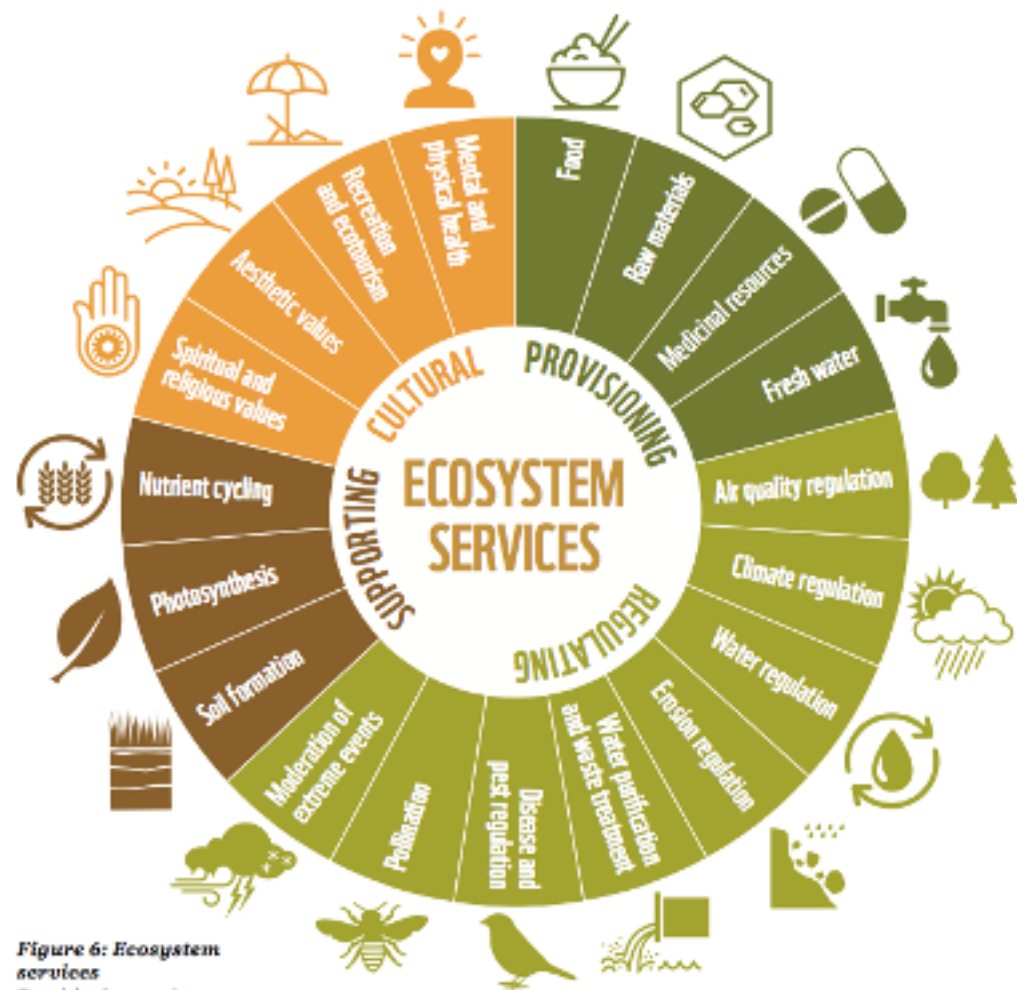 ECOSYSTEM
SERVICES
PROVISIONING
Food
Raw materials
Medicinal resources
Fresh water
REGULATING
Air quality regulation
Climate regulation
Water regulation
Erosion regulation
Water purification
and waste treatment
Disease and
pest regulation
Pollination
Moderation of
extreme events
SUPPORTING
Soil formation
Photosynthesis
Nutrient cycling
CULTURAL
Spiritual and
religious values
Aesthetic values
Recreation
and ecotourism
Mental and
physical health
Figure 6: Ecosystem
services